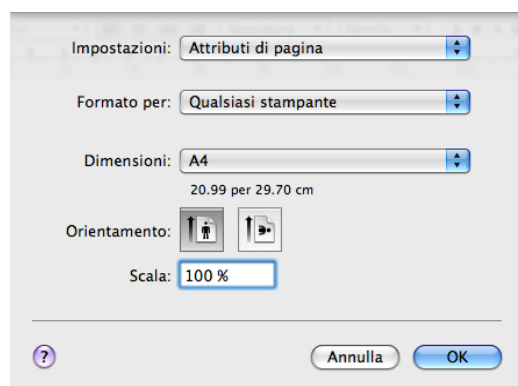 Impostazioni: Attributi di pagina
Formato per: Qualsiasi stampante
Dimensioni: A4
20.99 per 29.70 cm
Orientamento:
Scala: 100 %
? Annulla OK